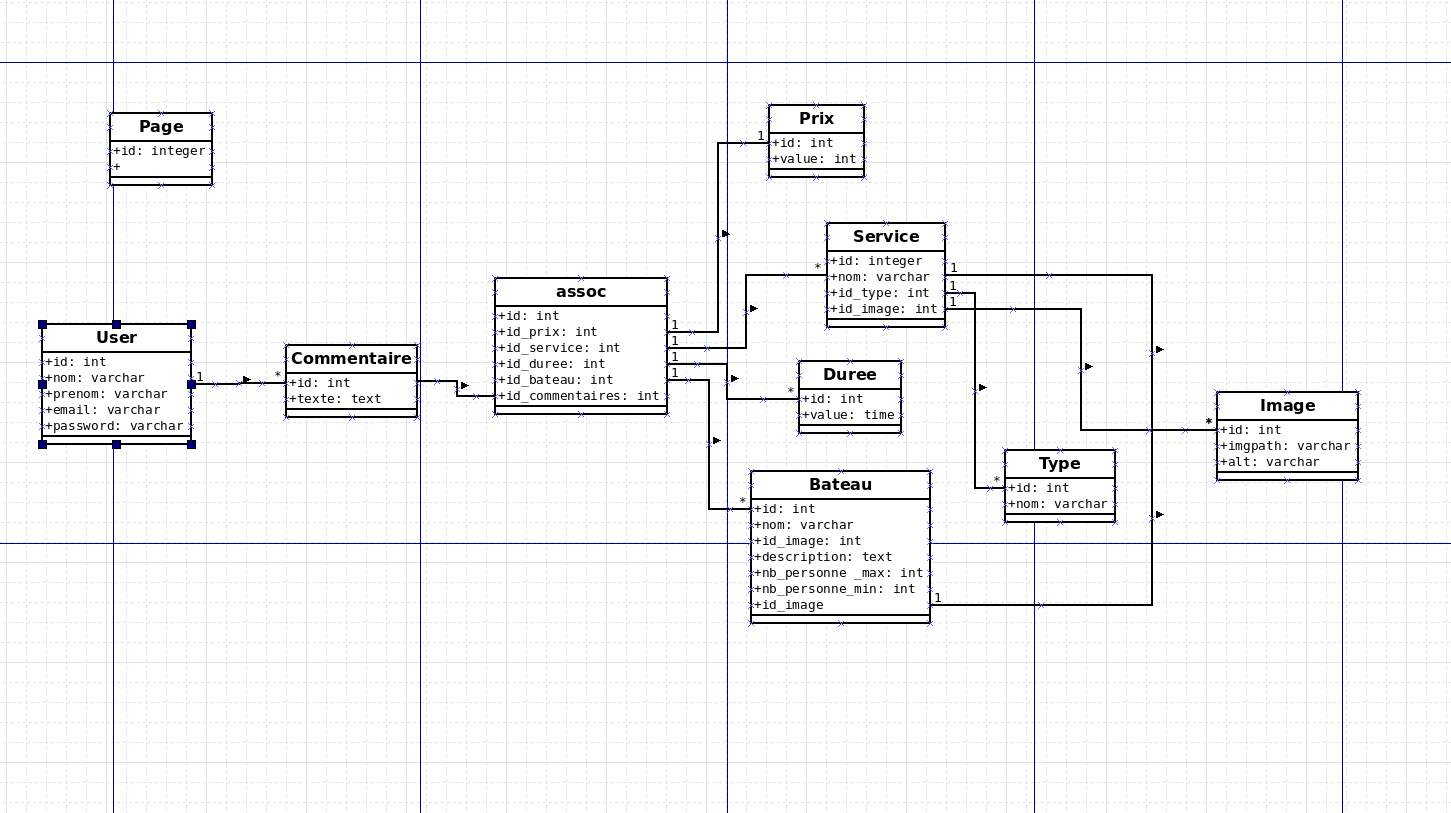 Page
+id: integer
+
Prix
+id: int
+value: int
1
Service
+id: integer
+nom: varchar
+id_type: int
+id_image: int
*
1
1
1
assoc
+id: int
+id_prix: int
+id_service: int
+id_duree: int
+id_bateau: int
+id_commentaires: int
1
1
1
1
User
+id: int
+nom: varchar
+prenom: varchar
+email: varchar
+password: varchar
1
*
Commentaire
+id: int
+texte: text
Duree
+id: int
+value: time
*
Image
+id: int
+imgpath: varchar
+alt: varchar
*
Type
+id: int
+nom: varchar
*
Bateau
+id: int
+nom: varchar
+id_image: int
+description: text
+nb_personne _max: int
+nb_personne_min: int
+id_image
*
1